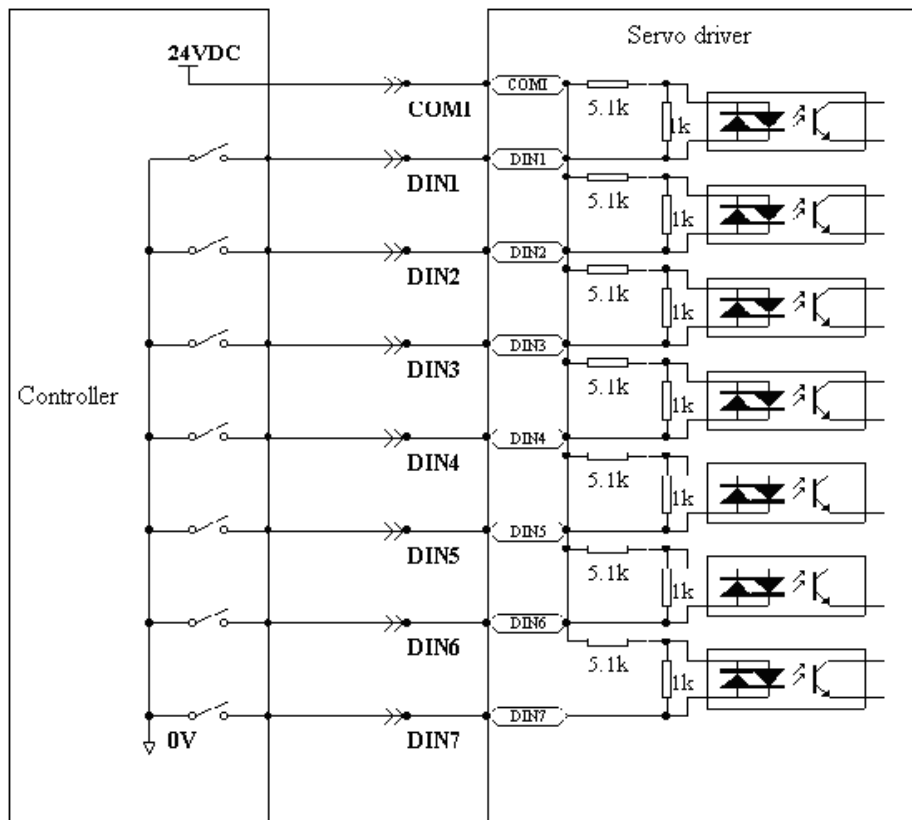 Servo driver
24VDC
COMI
COMI
5.1k
1k
DIN1
DIN1
5.1k
1k
DIN2
DIN2
5.1k
1k
DIN3
DIN3
5.1k
1k
Controller
DIN4
DIN4
5.1k
1k
DIN5
DIN5
5.1k
1k
DIN6
DIN6
5.1k
1k
DIN7
DIN7
0V